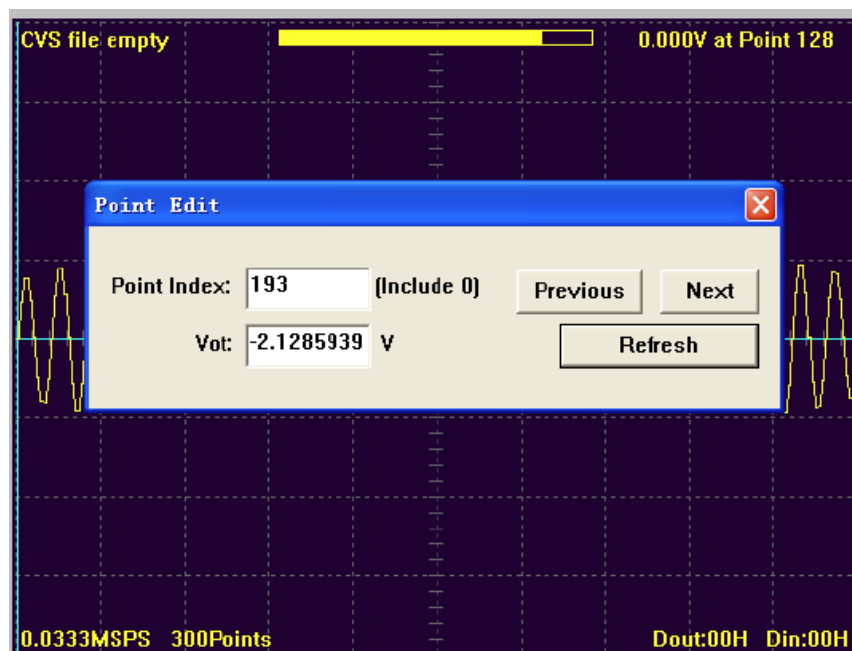 CVS file empty 0.000V at Point 128
Point Edit
Point Index: 193 (Include 0) Previous Next
Vot: -2.1285939 V Refresh
0.0333MSPS 300Points Dout:00H Din:00H